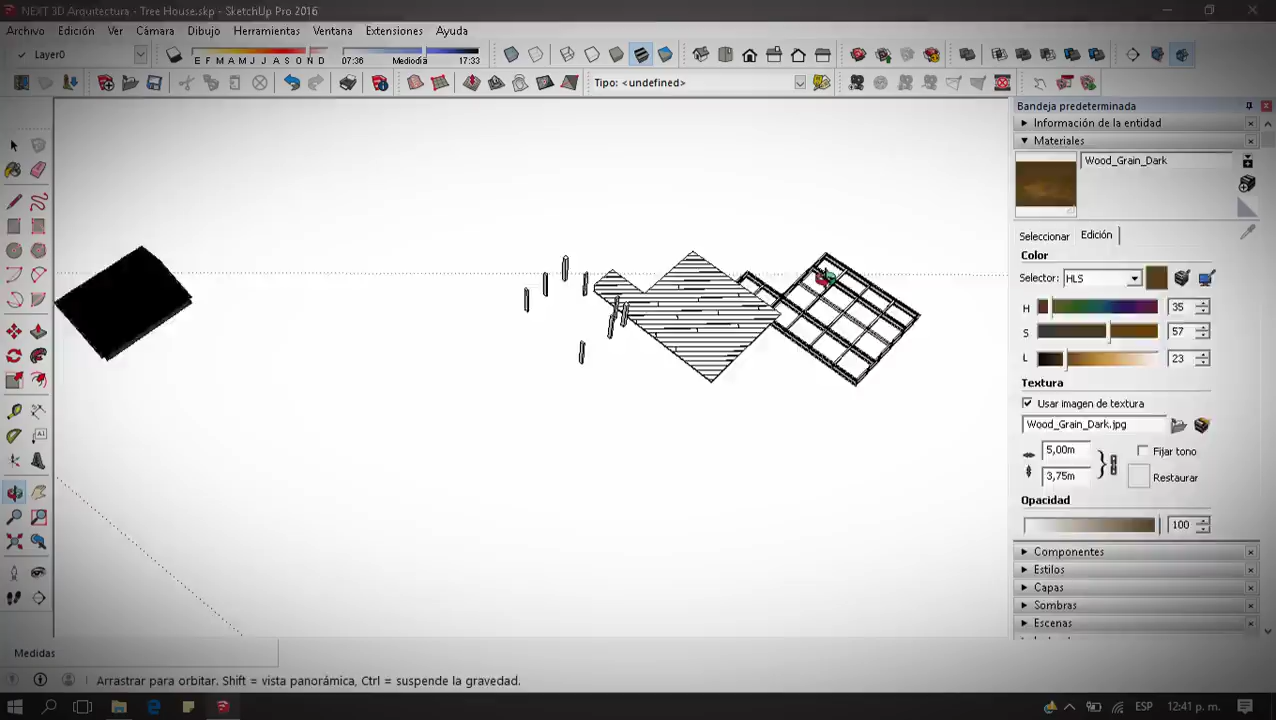 NEXT 3D Arquitectura - Tree House.skp - SketchUp Pro 2016
Archivo Edición Ver Cámara Dibujo Herramientas Ventana Extensiones Ayuda
Layer0
E F M A M J J A S O N D
07:36 Mediodía 17:33
Tipo: <undefined>
Bandeja predeterminada
Información de la entidad
Materiales
Wood_Grain_Dark
Seleccionar Edición
Color
Selector: HLS
H 35
S 57
L 23
Textura
Usar imagen de textura
Wood_Grain_Dark.jpg
5,00m Fijar tono
3,75m Restaurar
Opacidad
100
Componentes
Estilos
Capas
Sombras
Escenas
Medidas
Arrastrar para orbitar. Shift = vista panorámica, Ctrl = suspende la gravedad.
ESP 12:41 p. m.